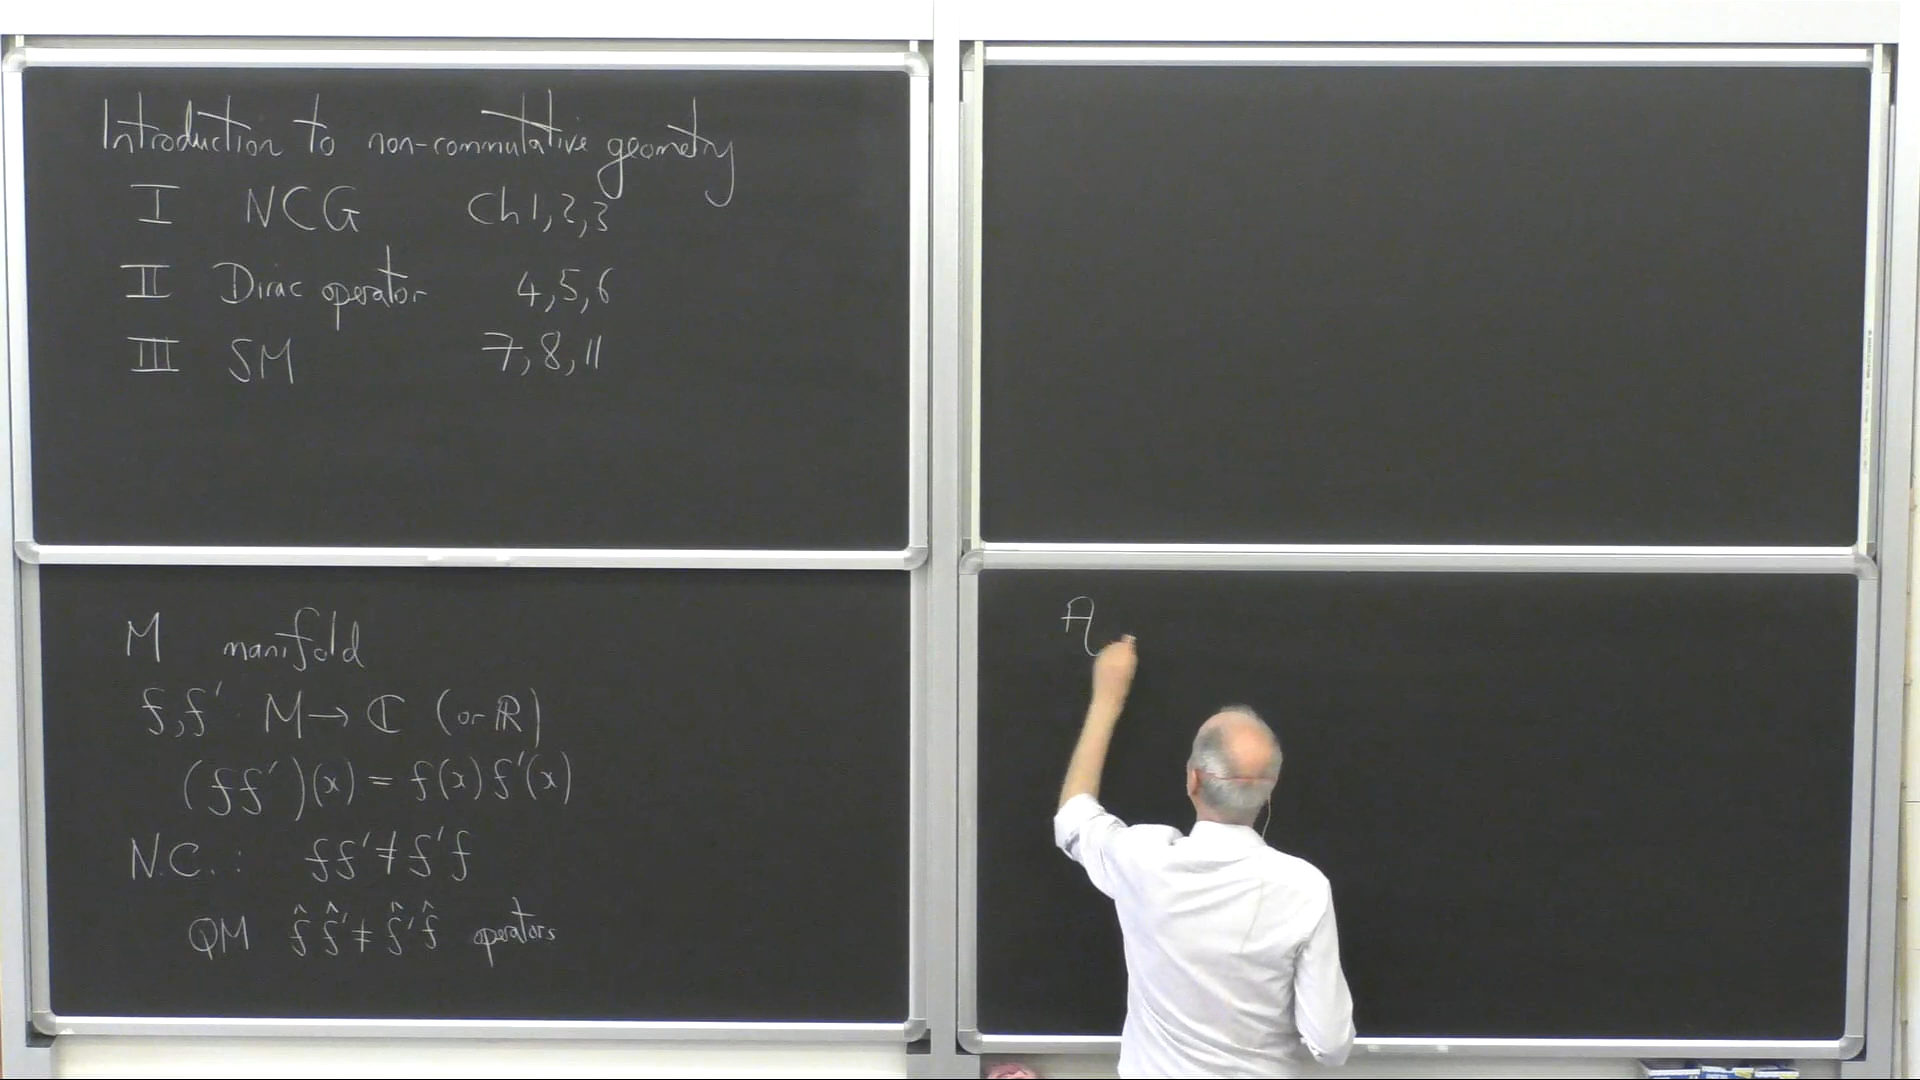 Introduction to non-commutative geometry
I NCG Ch 1, 2, 3
II Dirac operator 4, 5, 6
III SM 7, 8, 11
M manifold
f, f' M → ℂ (or ℝ)
(ff')(x) = f(x) f'(x)
N.C. : ff' ≠ f'f
QM f̂ f̂' ≠ f̂' f̂ operators
A